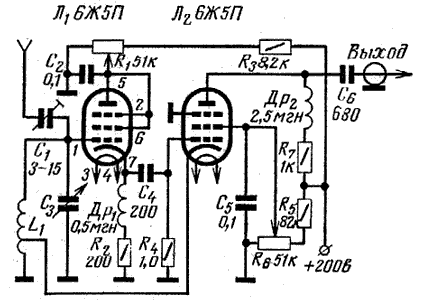 Л₁ 6Ж5П Л₂ 6Ж5П
C₂ 0,1
R₁ 51к
R₃ 8,2к
Выход
C₆ 680
5
2
6
1
7
3 4
C₁ 3-15
C₃
C₄ 200
L₁
Др₁ 0,5мгн
R₂ 200
R₄ 1,0
Др₂ 2,5мгн
R₇ 1к
C₅ 0,1
R₅ 82к
R₆ 51к
+200в